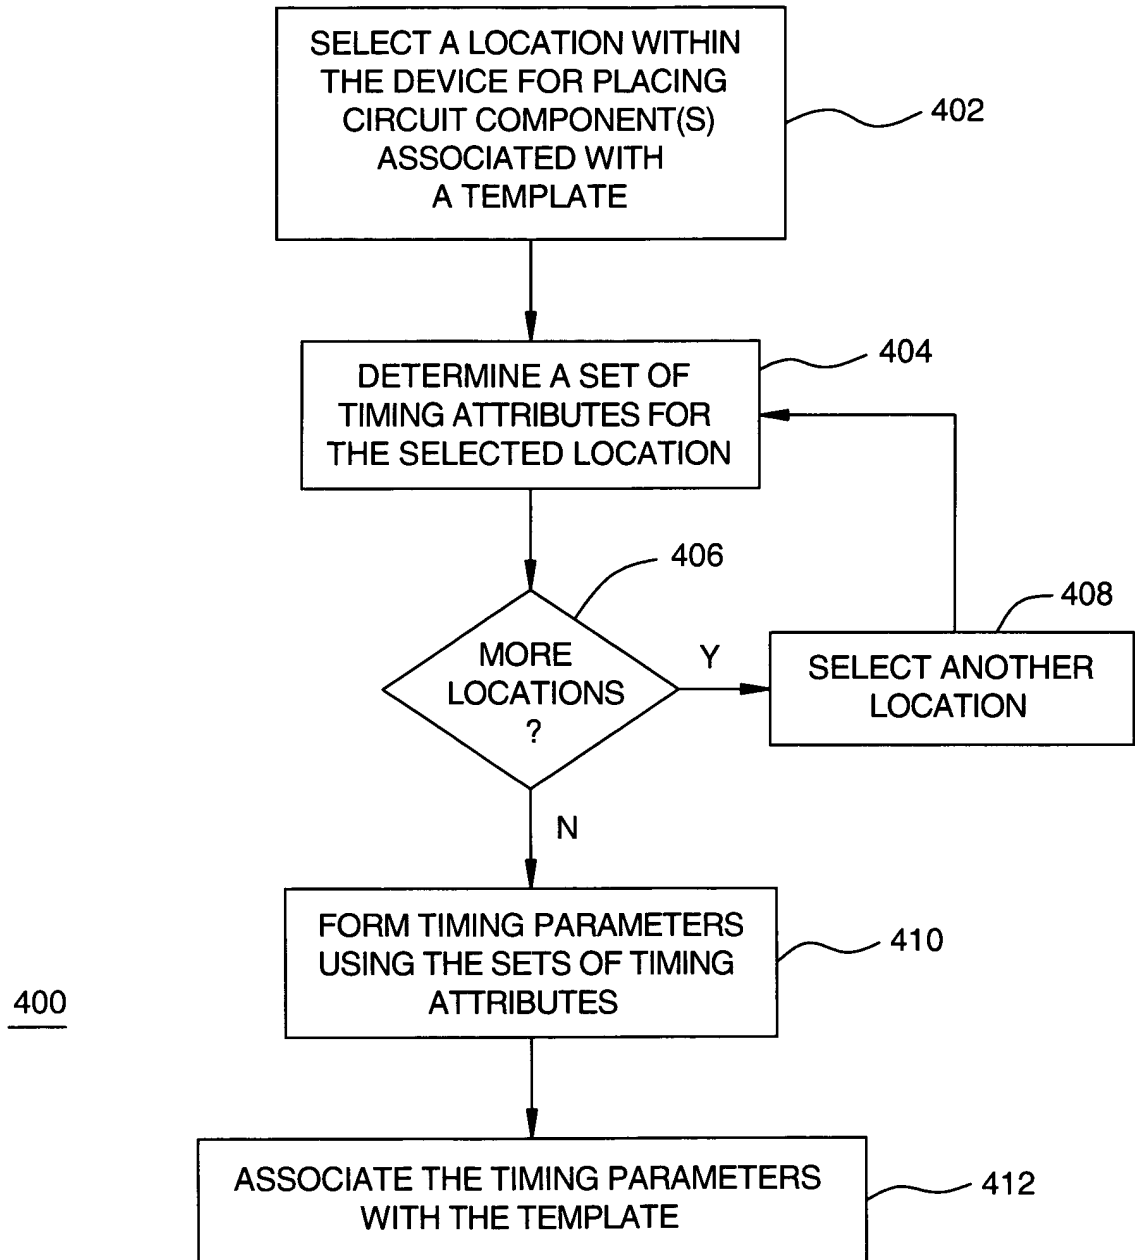 SELECT A LOCATION WITHIN
THE DEVICE FOR PLACING
CIRCUIT COMPONENT(S)
ASSOCIATED WITH
A TEMPLATE
402
DETERMINE A SET OF
TIMING ATTRIBUTES FOR
THE SELECTED LOCATION
404
MORE
LOCATIONS
?
406
Y
SELECT ANOTHER
LOCATION
408
N
FORM TIMING PARAMETERS
USING THE SETS OF TIMING
ATTRIBUTES
410
400
ASSOCIATE THE TIMING PARAMETERS
WITH THE TEMPLATE
412